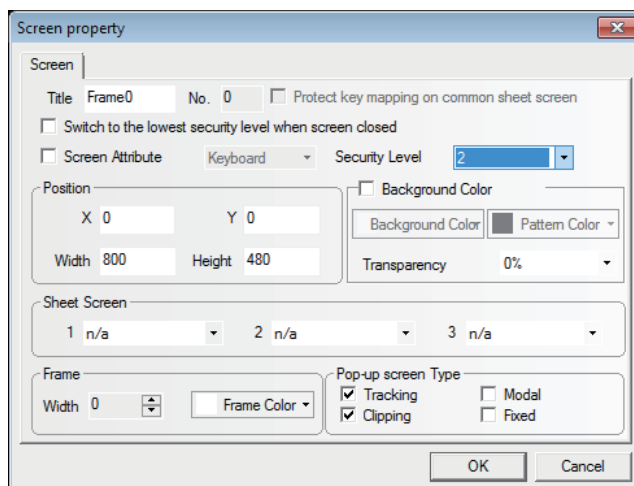 Screen property
Screen
Title Frame0 No. 0 Protect key mapping on common sheet screen
Switch to the lowest security level when screen closed
Screen Attribute Keyboard Security Level 2
Position Background Color
X 0 Y 0 Background Color Pattern Color
Width 800 Height 480 Transparency 0%
Sheet Screen
1 n/a 2 n/a 3 n/a
Frame Pop-up screen Type
Width 0 Frame Color Tracking Modal
Clipping Fixed
OK Cancel